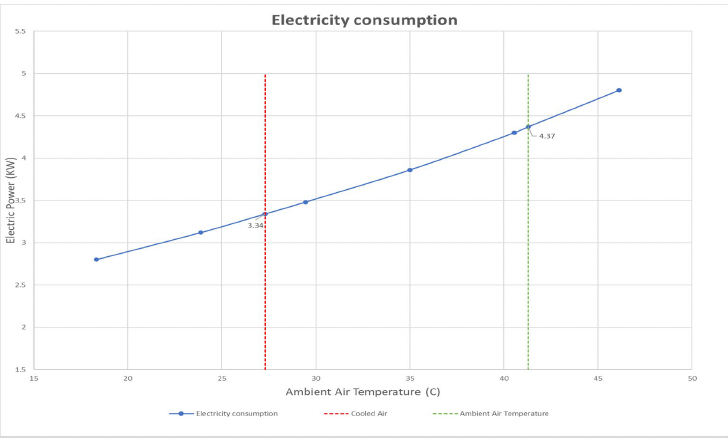 Electricity consumption
5.5
5
4.5
4
3.5
3
2.5
2
1.5
Electric Power (KW)
4.37
3.34
15 20 25 30 35 40 45 50
Ambient Air Temperature (C)
Electricity consumption Cooled Air Ambient Air Temperature